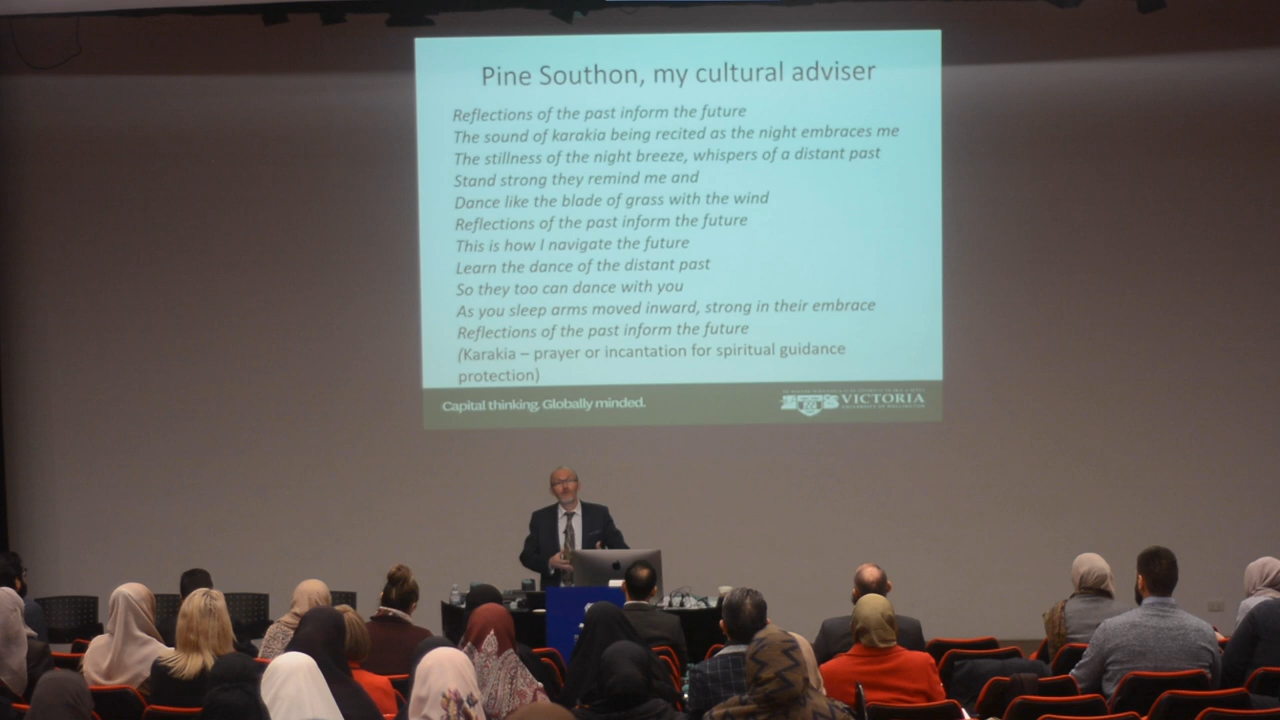 Pine Southon, my cultural adviser
Reflections of the past inform the future
The sound of karakia being recited as the night embraces me
The stillness of the night breeze, whispers of a distant past
Stand strong they remind me and
Dance like the blade of grass with the wind
Reflections of the past inform the future
This is how I navigate the future
Learn the dance of the distant past
So they too can dance with you
As you sleep arms moved inward, strong in their embrace
Reflections of the past inform the future
(Karakia – prayer or incantation for spiritual guidance
protection)
Capital thinking. Globally minded.
VICTORIA
UNIVERSITY OF WELLINGTON